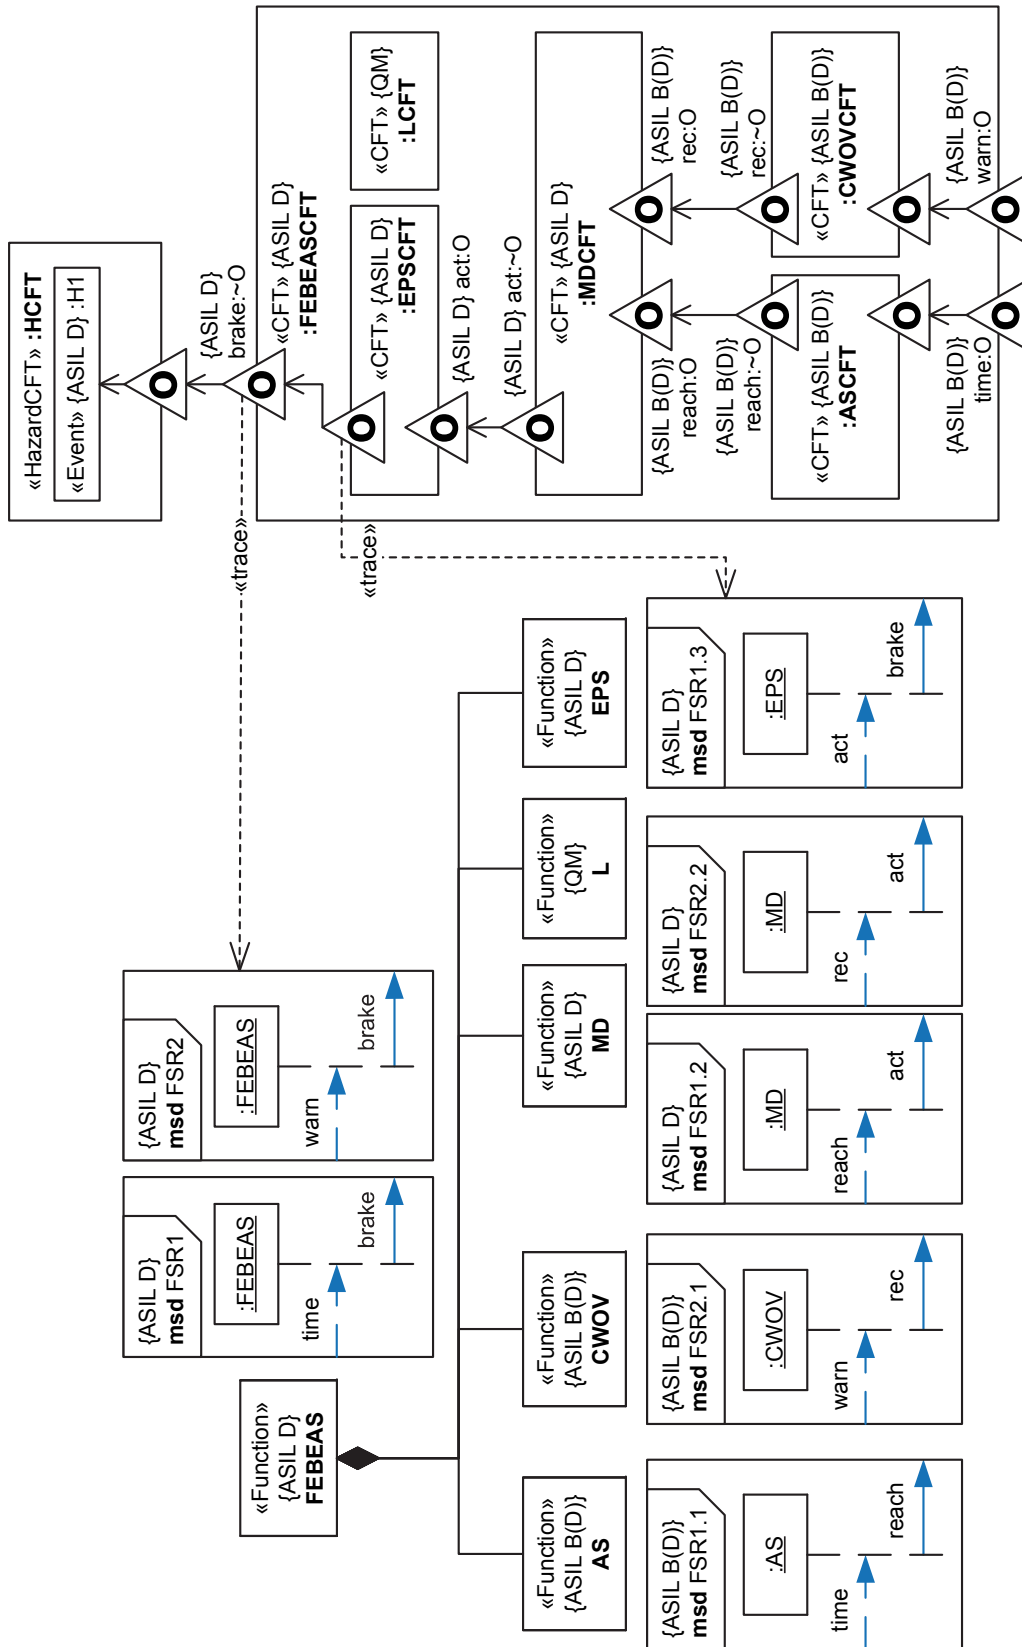 «Function»
{ASIL D}
FEBEAS
{ASIL D}
msd FSR1
:FEBEAS
time
brake
{ASIL D}
msd FSR2
:FEBEAS
warn
brake
«trace»
«HazardCFT» :HCFT
«Event» {ASIL D} :H1
O
{ASIL D}
brake:~O
«Function»
{ASIL B(D)}
AS
«Function»
{ASIL B(D)}
CWOV
«Function»
{ASIL D}
MD
«Function»
{QM}
L
«Function»
{ASIL D}
EPS
{ASIL B(D)}
msd FSR1.1
:AS
time
reach
{ASIL B(D)}
msd FSR2.1
:CWOV
warn
rec
{ASIL D}
msd FSR1.2
:MD
reach
act
{ASIL D}
msd FSR2.2
:MD
rec
act
{ASIL D}
msd FSR1.3
:EPS
act
brake
«trace»
O
«CFT» {ASIL D}
:FEBEASCFT
O
«CFT» {ASIL D}
:EPSCFT
«CFT» {QM}
:LCFT
O
{ASIL D} act:O
O
{ASIL D} act:~O
«CFT» {ASIL D}
:MDCFT
{ASIL B(D)}
reach:O
O
O
{ASIL B(D)}
rec:O
{ASIL B(D)}
reach:~O
O
O
{ASIL B(D)}
rec:~O
«CFT» {ASIL B(D)}
:ASCFT
«CFT» {ASIL B(D)}
:CWOVCFT
O
O
{ASIL B(D)}
time:O
O
O
{ASIL B(D)}
warn:O